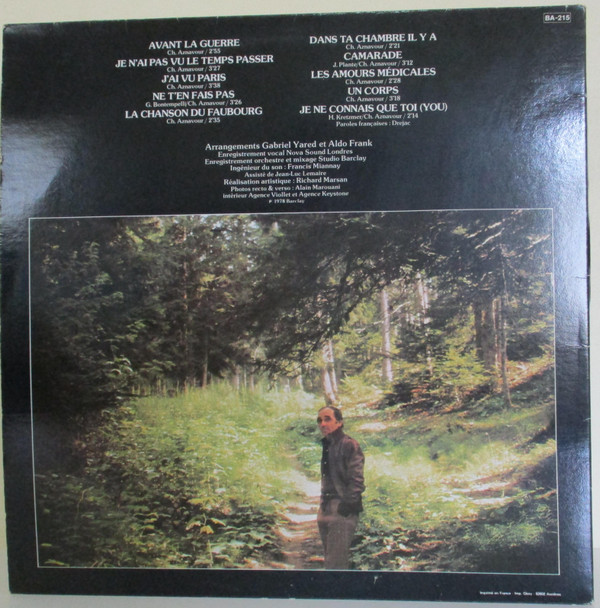 BA-215
AVANT LA GUERRE
Ch. Aznavour / 2'55
JE N'AI PAS VU LE TEMPS PASSER
Ch. Aznavour / 3'27
J'AI VU PARIS
Ch. Aznavour / 3'38
NE T'EN FAIS PAS
G. Bontempelli/Ch. Aznavour / 3'26
LA CHANSON DU FAUBOURG
Ch. Aznavour / 2'35
DANS TA CHAMBRE IL Y A
Ch. Aznavour / 2'21
CAMARADE
J. Plante/Ch. Aznavour / 3'12
LES AMOURS MÉDICALES
Ch. Aznavour / 2'28
UN CORPS
Ch. Aznavour / 3'18
JE NE CONNAIS QUE TOI (YOU)
H. Kretzmer/Ch. Aznavour / 2'14
Paroles françaises : Drejac
Arrangements Gabriel Yared et Aldo Frank
Enregistrement vocal Nova Sound Londres
Enregistrement orchestre et mixage Studio Barclay
Ingénieur du son : Francis Miannay
Assisté de Jean-Luc Lemaire
Réalisation artistique : Richard Marsan
Photos recto & verso : Alain Marouani
intérieur Agence Viollet et Agence Keystone
℗ 1978 Barclay
Imprimé en France - Imp.